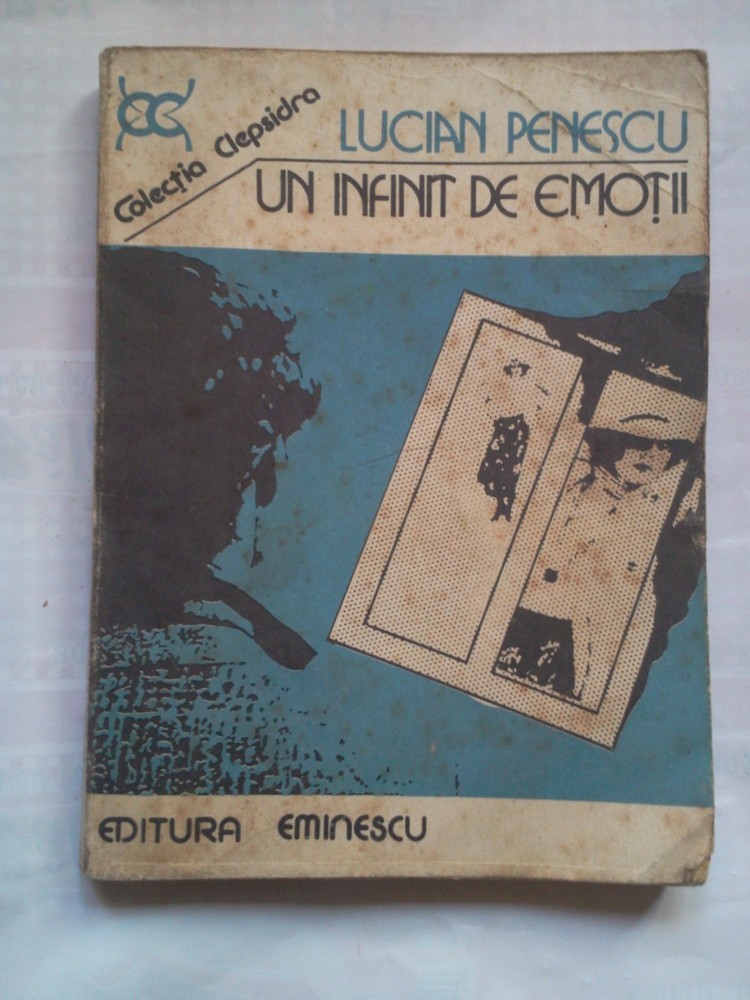 Colecția Clepsidra
LUCIAN PENESCU
UN INFINIT DE EMOȚII
EDITURA EMINESCU